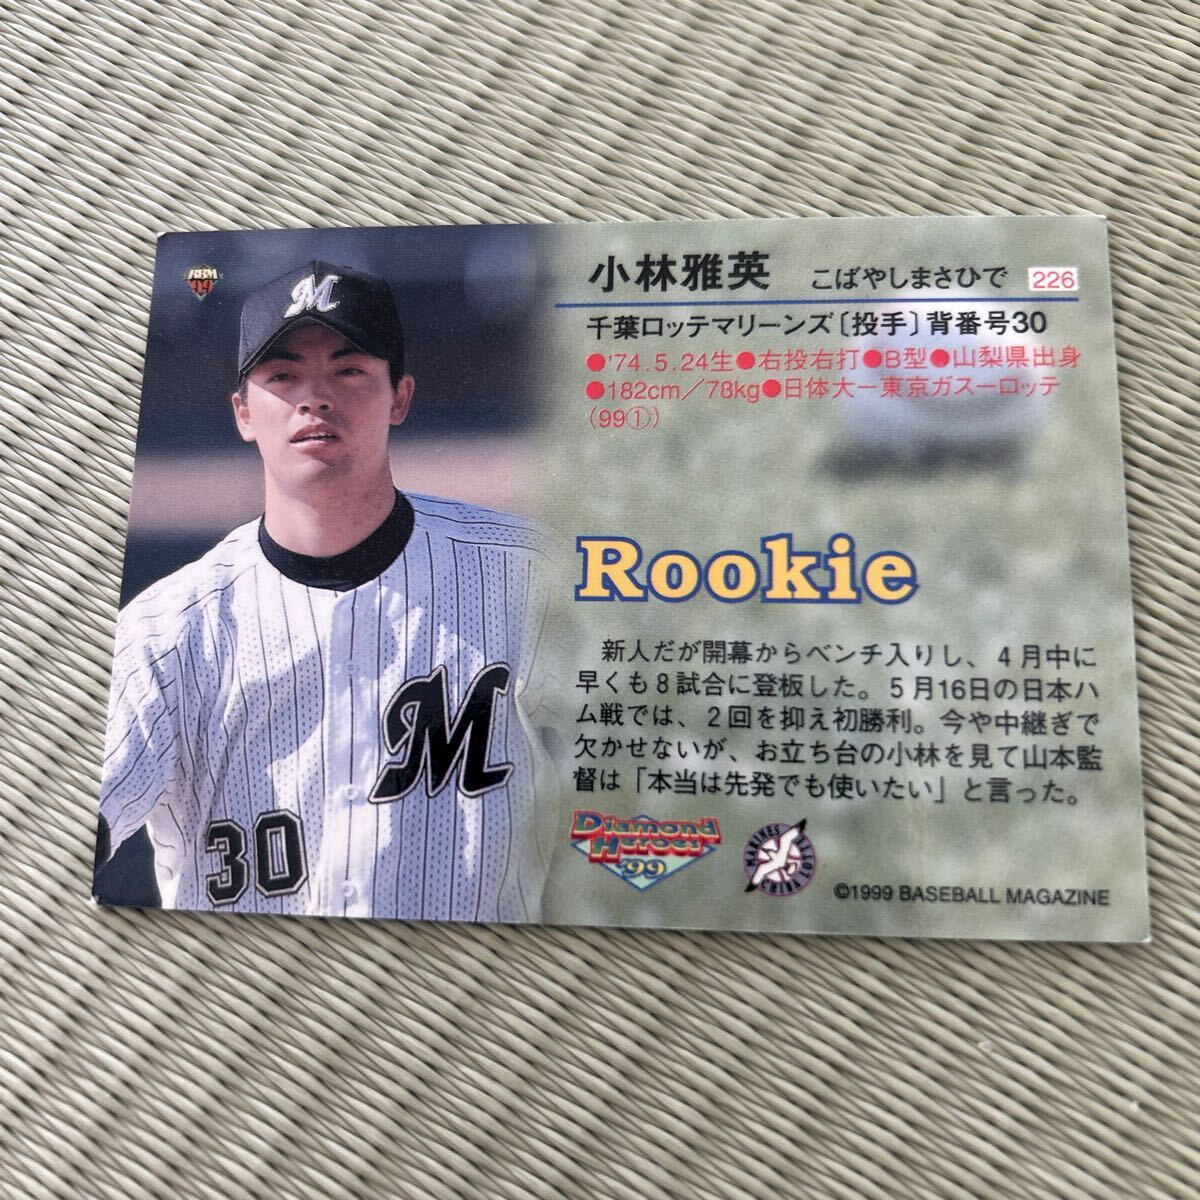 BBM
'99
小林雅英 こばやしまさひで 226
千葉ロッテマリーンズ〔投手〕背番号30
●'74.5.24生●右投右打●B型●山梨県出身
●182cm／78kg●日体大ー東京ガスーロッテ
(99①)
Rookie
新人だが開幕からベンチ入りし、4月中に
早くも8試合に登板した。5月16日の日本ハ
ム戦では、2回を抑え初勝利。今や中継ぎで
欠かせないが、お立ち台の小林を見て山本監
督は「本当は先発でも使いたい」と言った。
Diamond
Heroes
'99
MARINES
CHIBA LOTTE
©1999 BASEBALL MAGAZINE
M
M
30